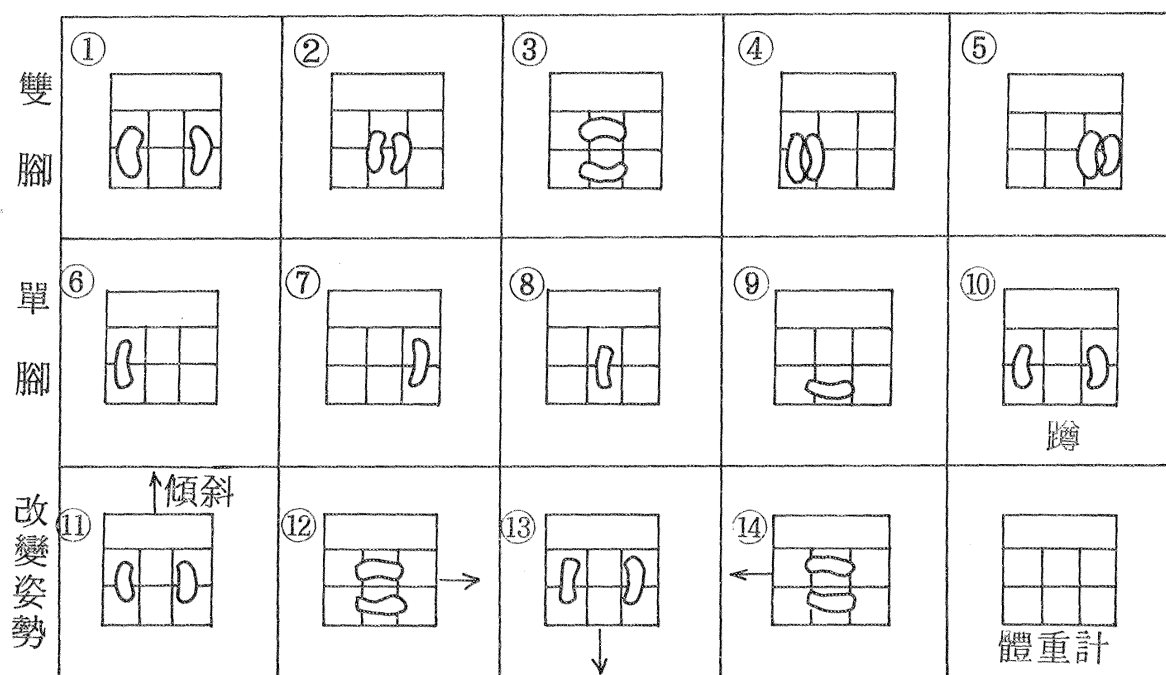 雙腳
①
②
③
④
⑤
單腳
⑥
⑦
⑧
⑨
⑩
蹲
改變姿勢
⑪
傾斜
⑫
⑬
⑭
體重計